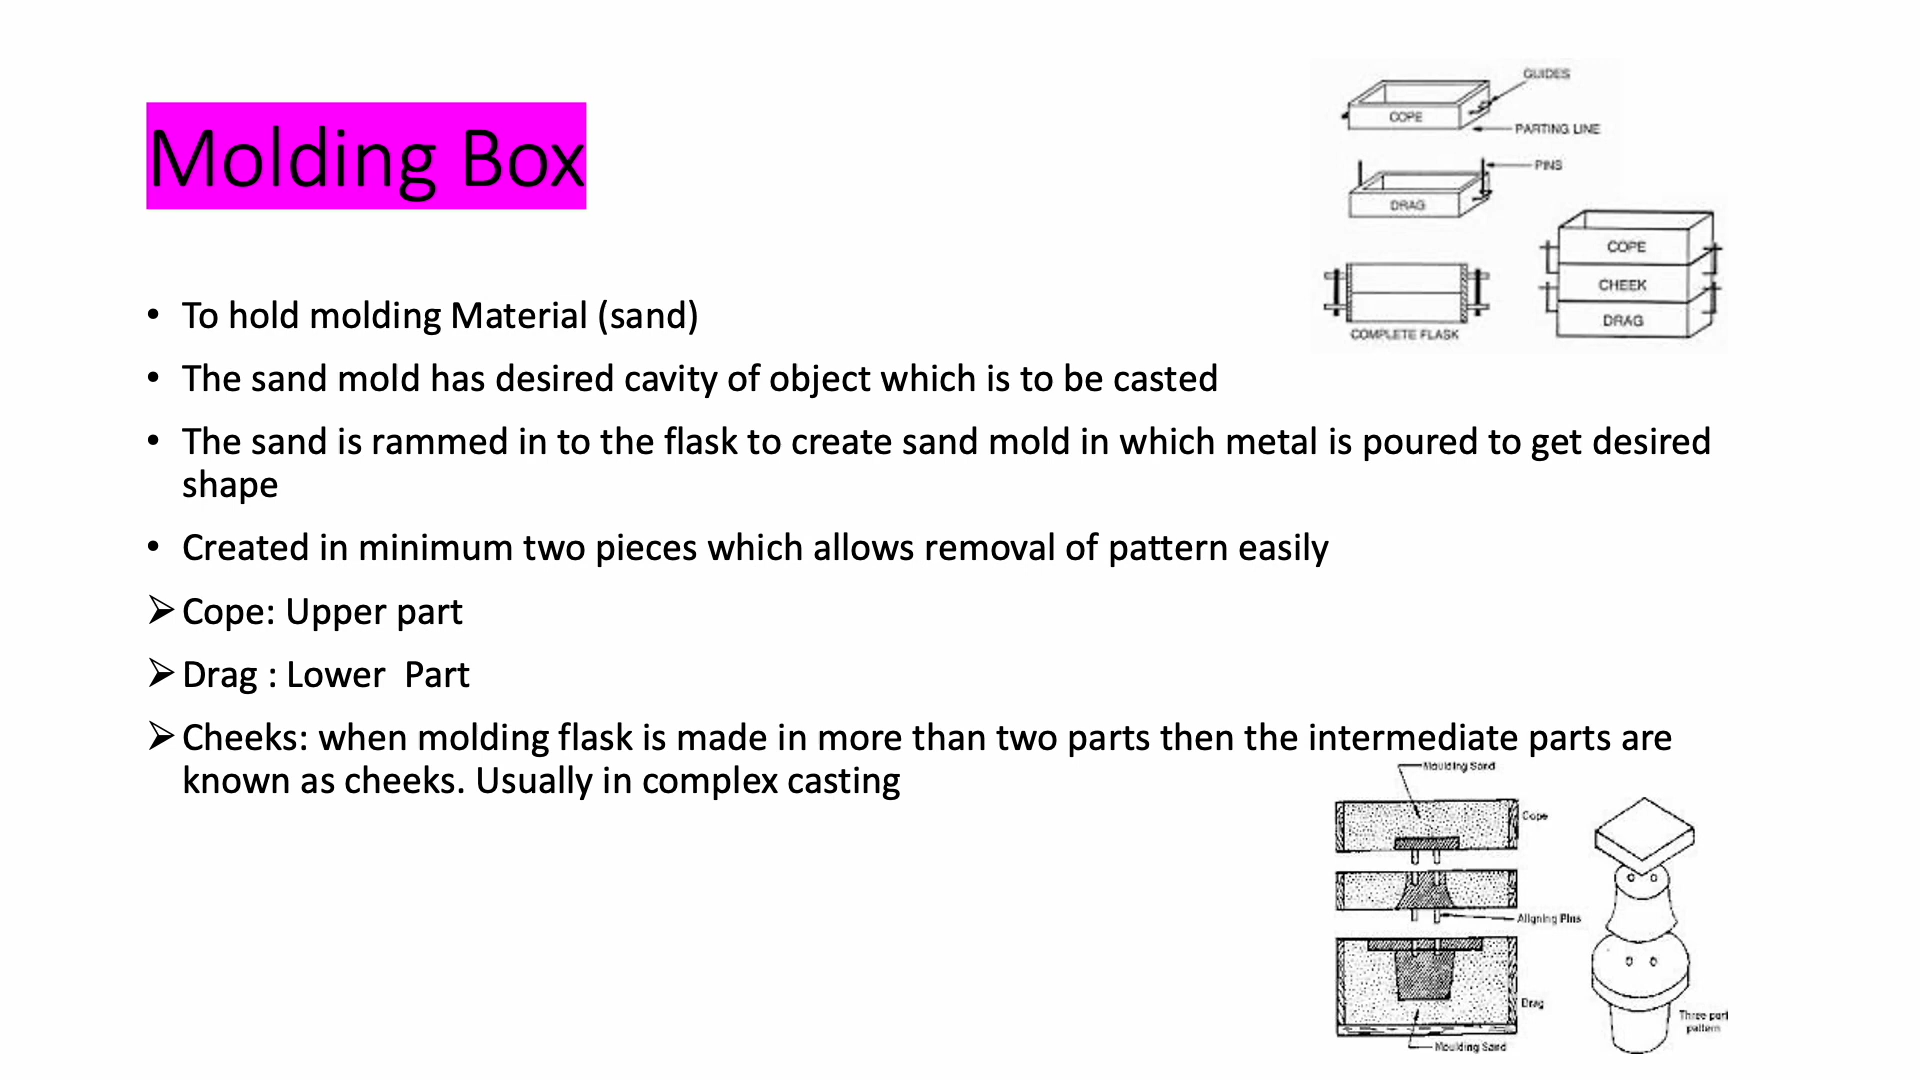 Molding Box
• To hold molding Material (sand)
• The sand mold has desired cavity of object which is to be casted
• The sand is rammed in to the flask to create sand mold in which metal is poured to get desired
shape
• Created in minimum two pieces which allows removal of pattern easily
➢ Cope: Upper part
➢ Drag : Lower  Part
➢ Cheeks: when molding flask is made in more than two parts then the intermediate parts are
known as cheeks. Usually in complex casting
GUIDES
COPE
PARTING LINE
PINS
DRAG
COMPLETE FLASK
COPE
CHEEK
DRAG
Moulding Sand
Cope
Aligning Pins
Drag
Moulding Sand
Three part
pattern